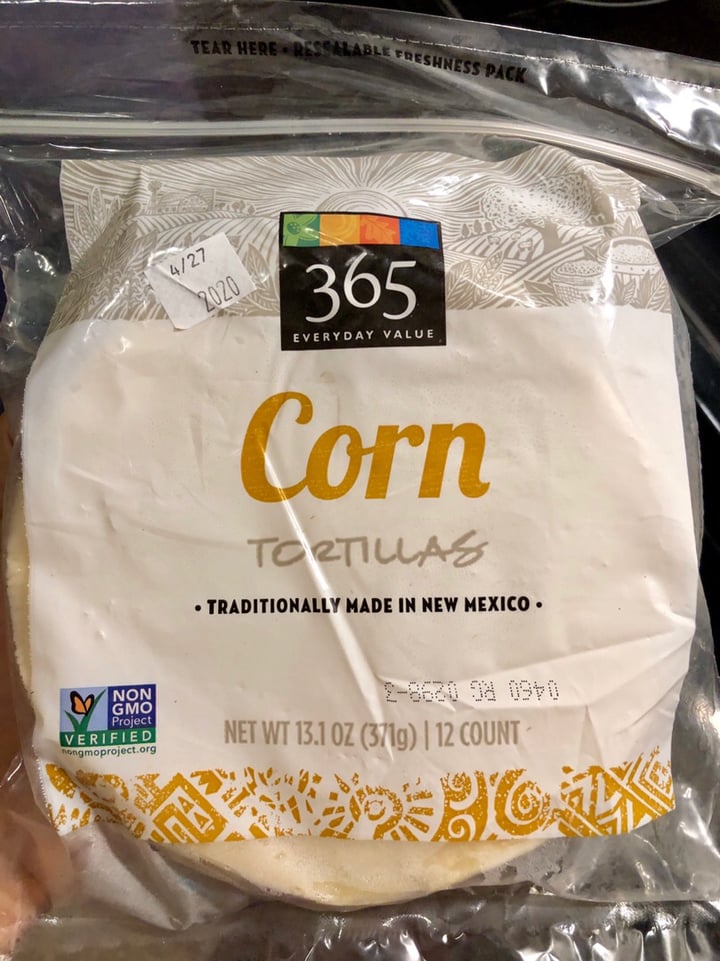 TEAR HERE • RESEALABLE FRESHNESS PACK
4/27
2020
365
EVERYDAY VALUE
Corn
TORTILLAS
• TRADITIONALLY MADE IN NEW MEXICO •
NON
GMO
Project
VERIFIED
nongmoproject.org
NET WT 13.1 OZ (371g) | 12 COUNT